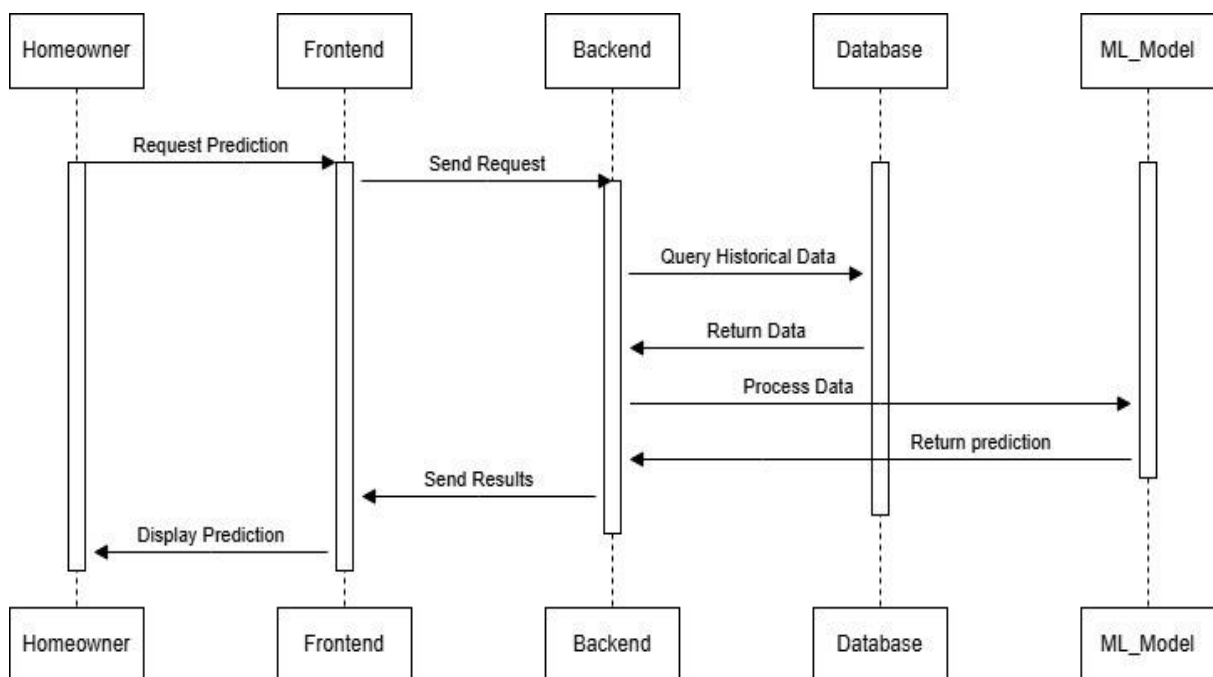 Homeowner
Frontend
Backend
Database
ML_Model
Request Prediction
Send Request
Query Historical Data
Return Data
Process Data
Return prediction
Send Results
Display Prediction
Homeowner
Frontend
Backend
Database
ML_Model